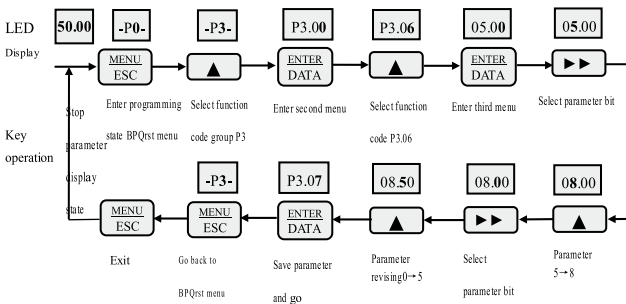 LED
Display
50.00
-P0-
-P3-
P3.00
P3.06
05.00
05.00
MENU
ESC
▲
ENTER
DATA
▲
ENTER
DATA
►►
Enter programming
state BPQrst menu
Select function
code group P3
Enter second menu
Select function
code P3.06
Enter third menu
Select parameter bit
Key
operation
Stop
parameter
display
state
-P3-
P3.07
08.50
08.00
08.00
MENU
ESC
MENU
ESC
ENTER
DATA
▲
►►
▲
Exit
Go back to
BPQrst menu
Save parameter
and go
Parameter
revising0→5
Select
parameter bit
Parameter
5→8